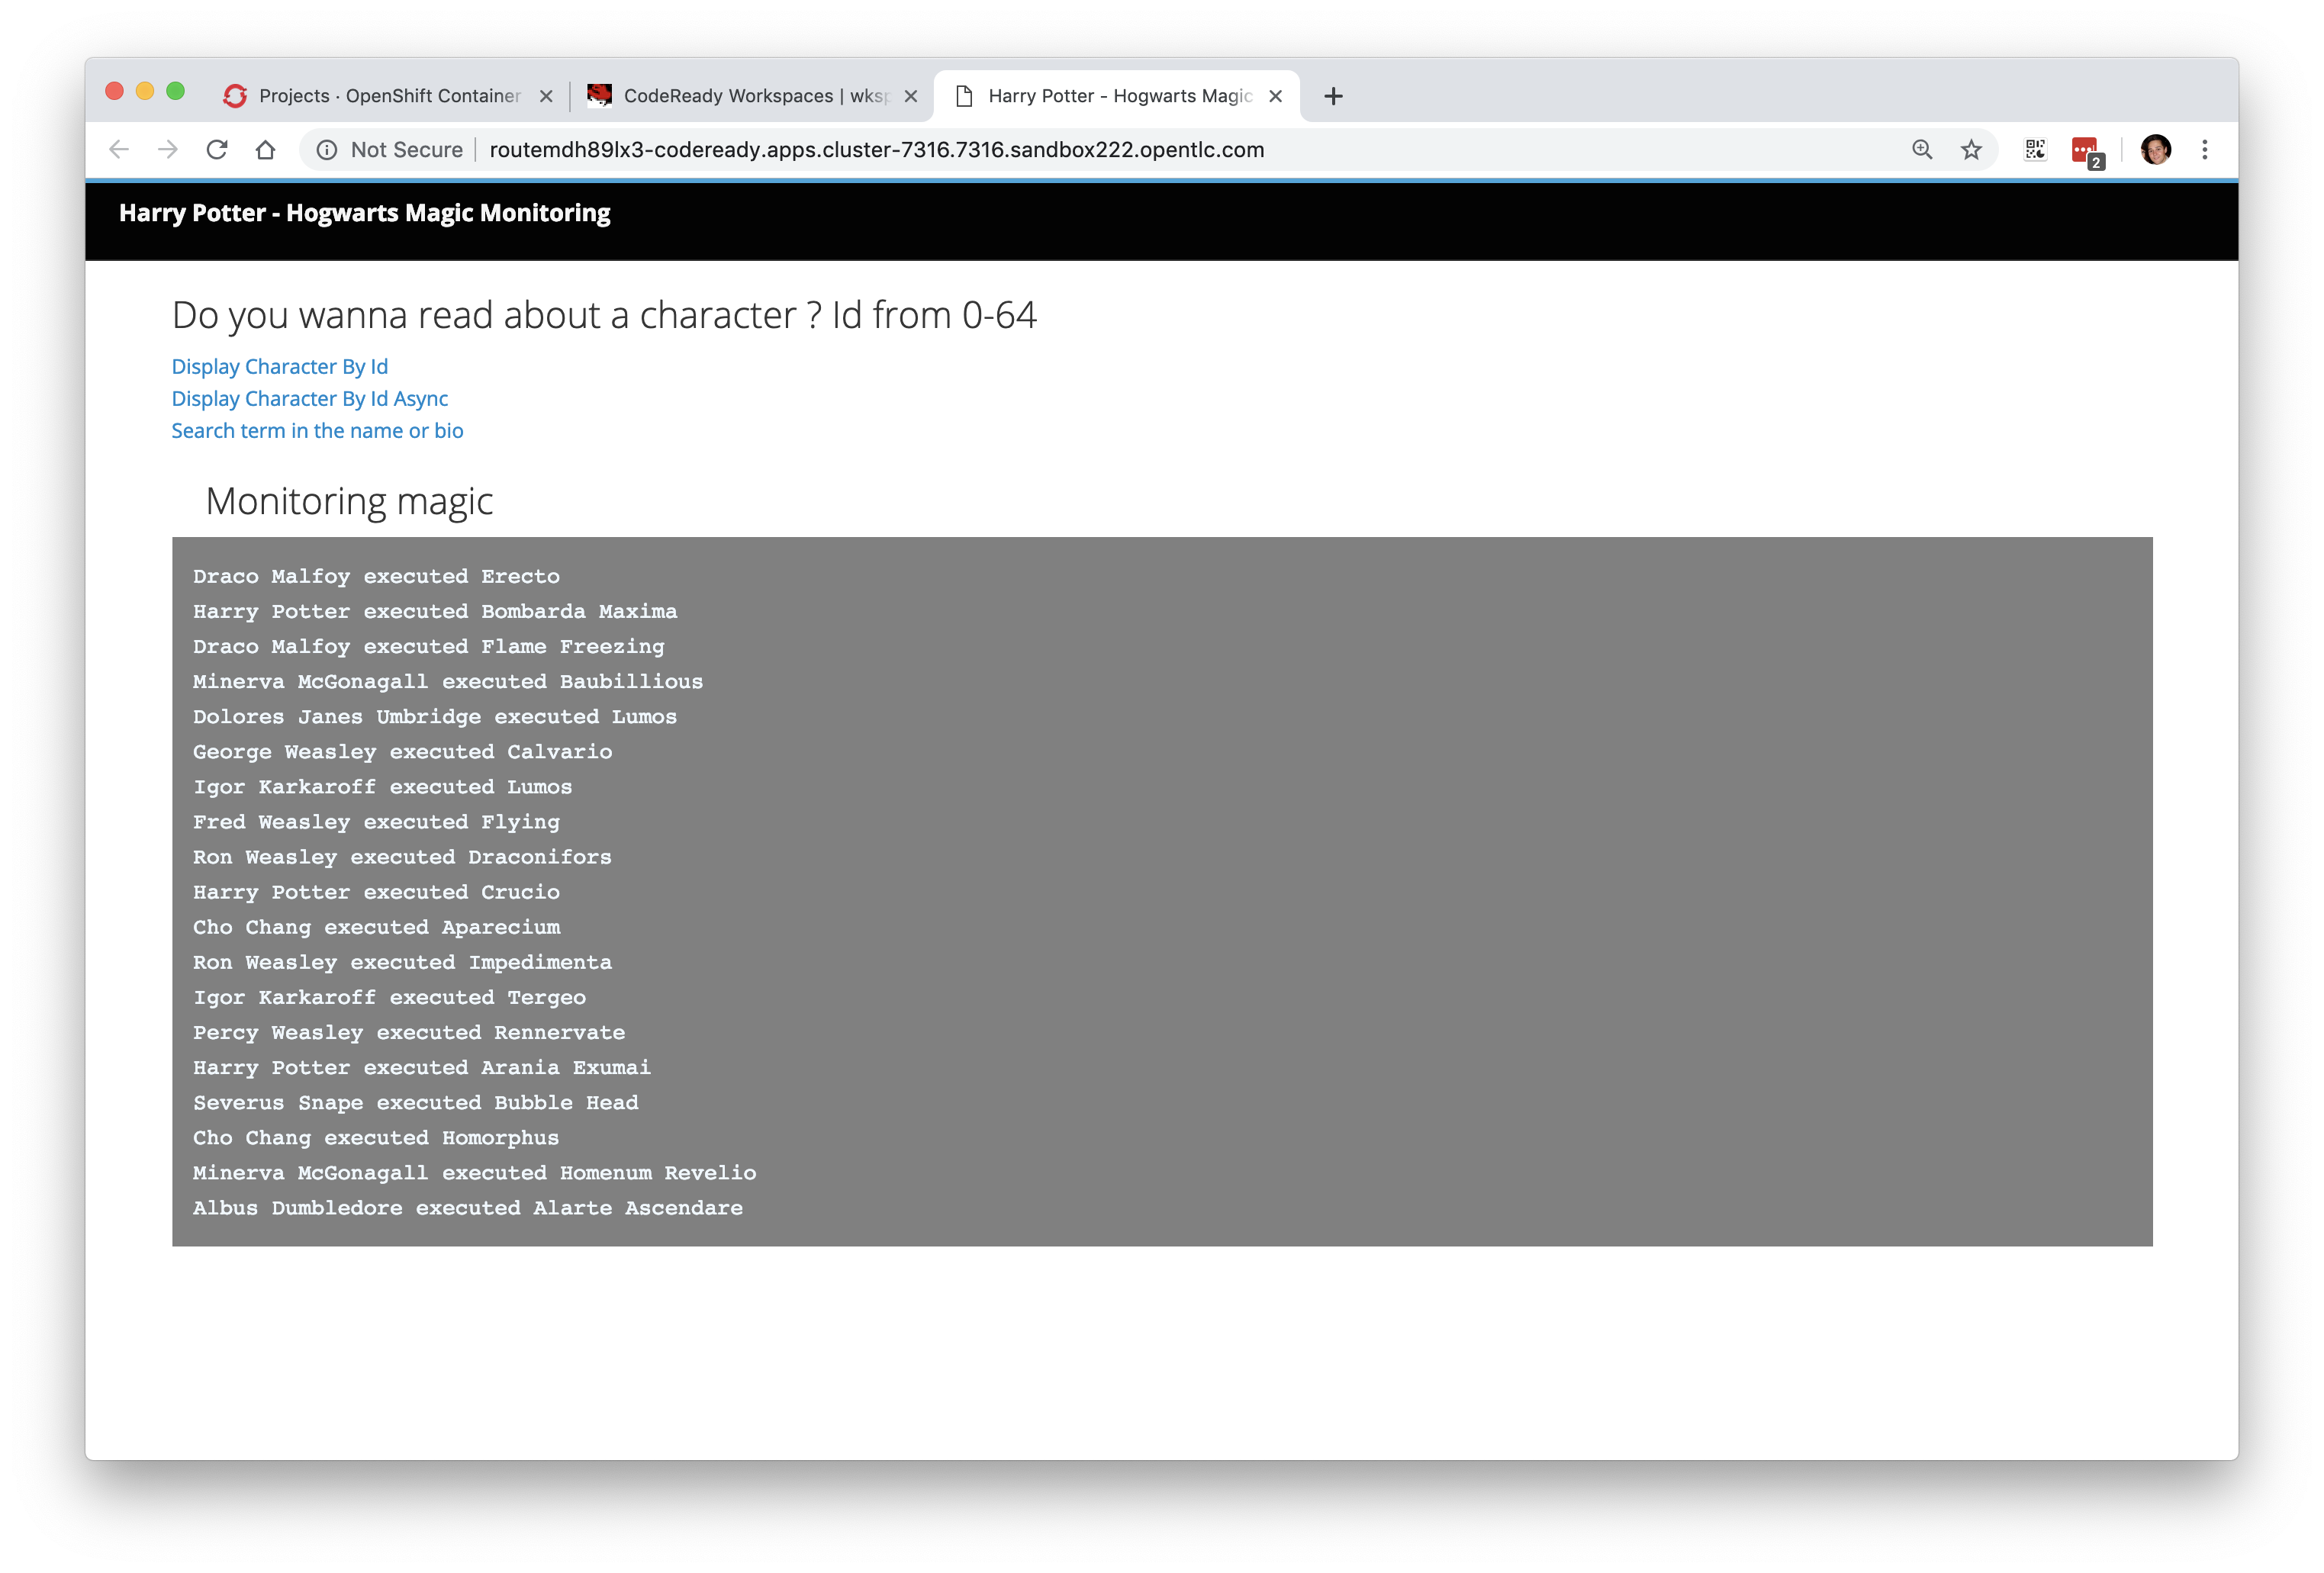 Projects · OpenShift Container
CodeReady Workspaces | wksp
Harry Potter - Hogwarts Magic
Not Secure
routemdh89lx3-codeready.apps.cluster-7316.7316.sandbox222.opentlc.com
2
Harry Potter - Hogwarts Magic Monitoring
Do you wanna read about a character ? Id from 0-64
Display Character By Id
Display Character By Id Async
Search term in the name or bio
Monitoring magic
Draco Malfoy executed Erecto
Harry Potter executed Bombarda Maxima
Draco Malfoy executed Flame Freezing
Minerva McGonagall executed Baubillious
Dolores Janes Umbridge executed Lumos
George Weasley executed Calvario
Igor Karkaroff executed Lumos
Fred Weasley executed Flying
Ron Weasley executed Draconifors
Harry Potter executed Crucio
Cho Chang executed Aparecium
Ron Weasley executed Impedimenta
Igor Karkaroff executed Tergeo
Percy Weasley executed Rennervate
Harry Potter executed Arania Exumai
Severus Snape executed Bubble Head
Cho Chang executed Homorphus
Minerva McGonagall executed Homenum Revelio
Albus Dumbledore executed Alarte Ascendare